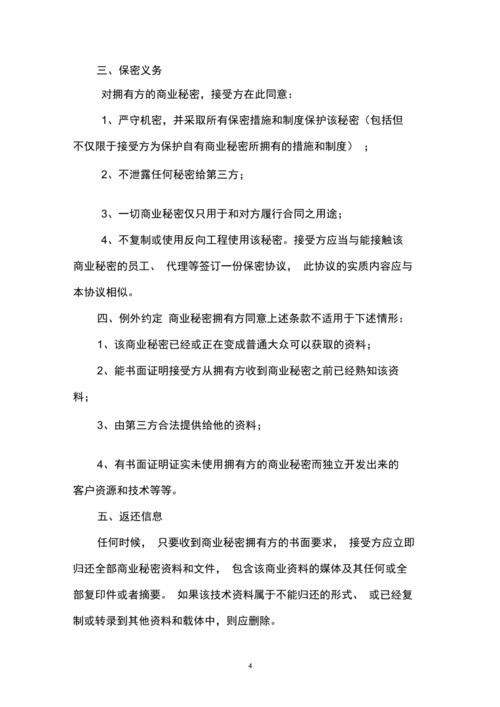 三、保密义务
对拥有方的商业秘密，接受方在此同意：
1、严守机密，并采取所有保密措施和制度保护该秘密（包括但
不仅限于接受方为保护自有商业秘密所拥有的措施和制度） ；
2、不泄露任何秘密给第三方；
3、一切商业秘密仅只用于和对方履行合同之用途；
4、不复制或使用反向工程使用该秘密。接受方应当与能接触该
商业秘密的员工、 代理等签订一份保密协议， 此协议的实质内容应与
本协议相似。
四、例外约定 商业秘密拥有方同意上述条款不适用于下述情形：
1、该商业秘密已经或正在变成普通大众可以获取的资料；
2、能书面证明接受方从拥有方收到商业秘密之前已经熟知该资
料；
3、由第三方合法提供给他的资料；
4、有书面证明证实未使用拥有方的商业秘密而独立开发出来的
客户资源和技术等等。
五、返还信息
任何时候， 只要收到商业秘密拥有方的书面要求， 接受方应立即
归还全部商业秘密资料和文件， 包含该商业资料的媒体及其任何或全
部复印件或者摘要。 如果该技术资料属于不能归还的形式、 或已经复
制或转录到其他资料和载体中，则应删除。
4